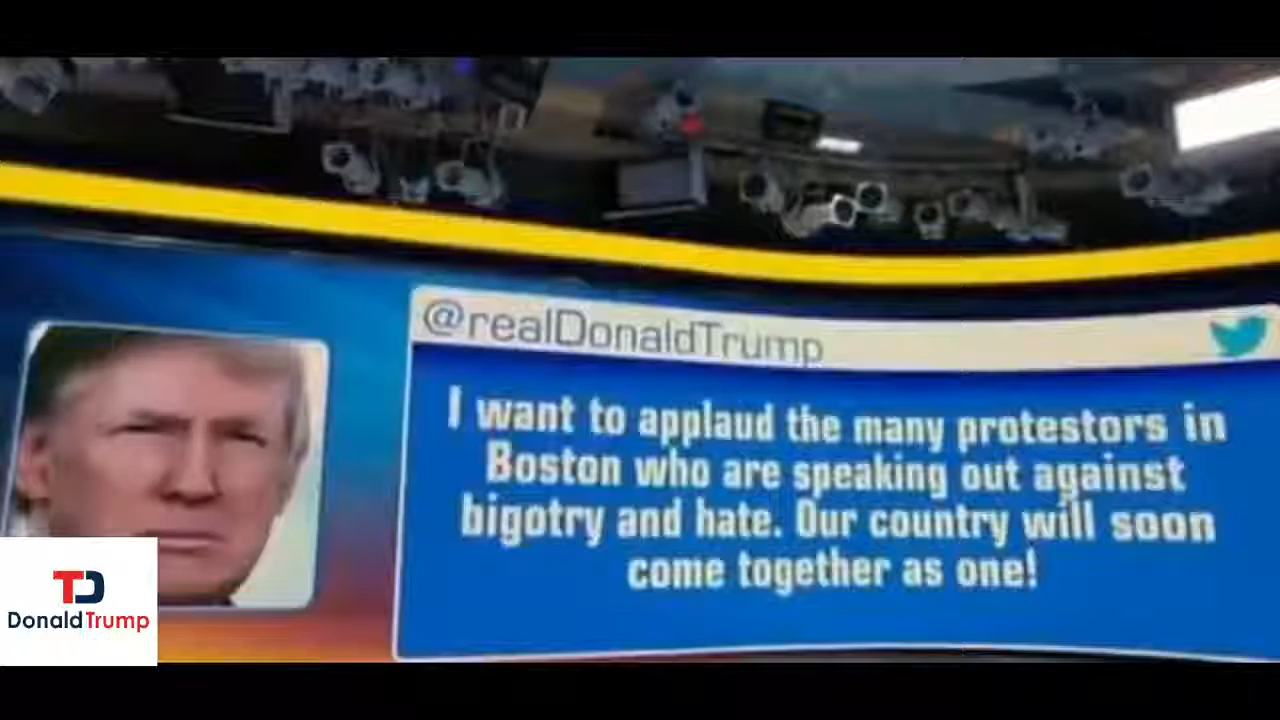 @realDonaldTrump
I want to applaud the many protestors in
Boston who are speaking out against
bigotry and hate. Our country will soon
come together as one!
TD
DonaldTrump